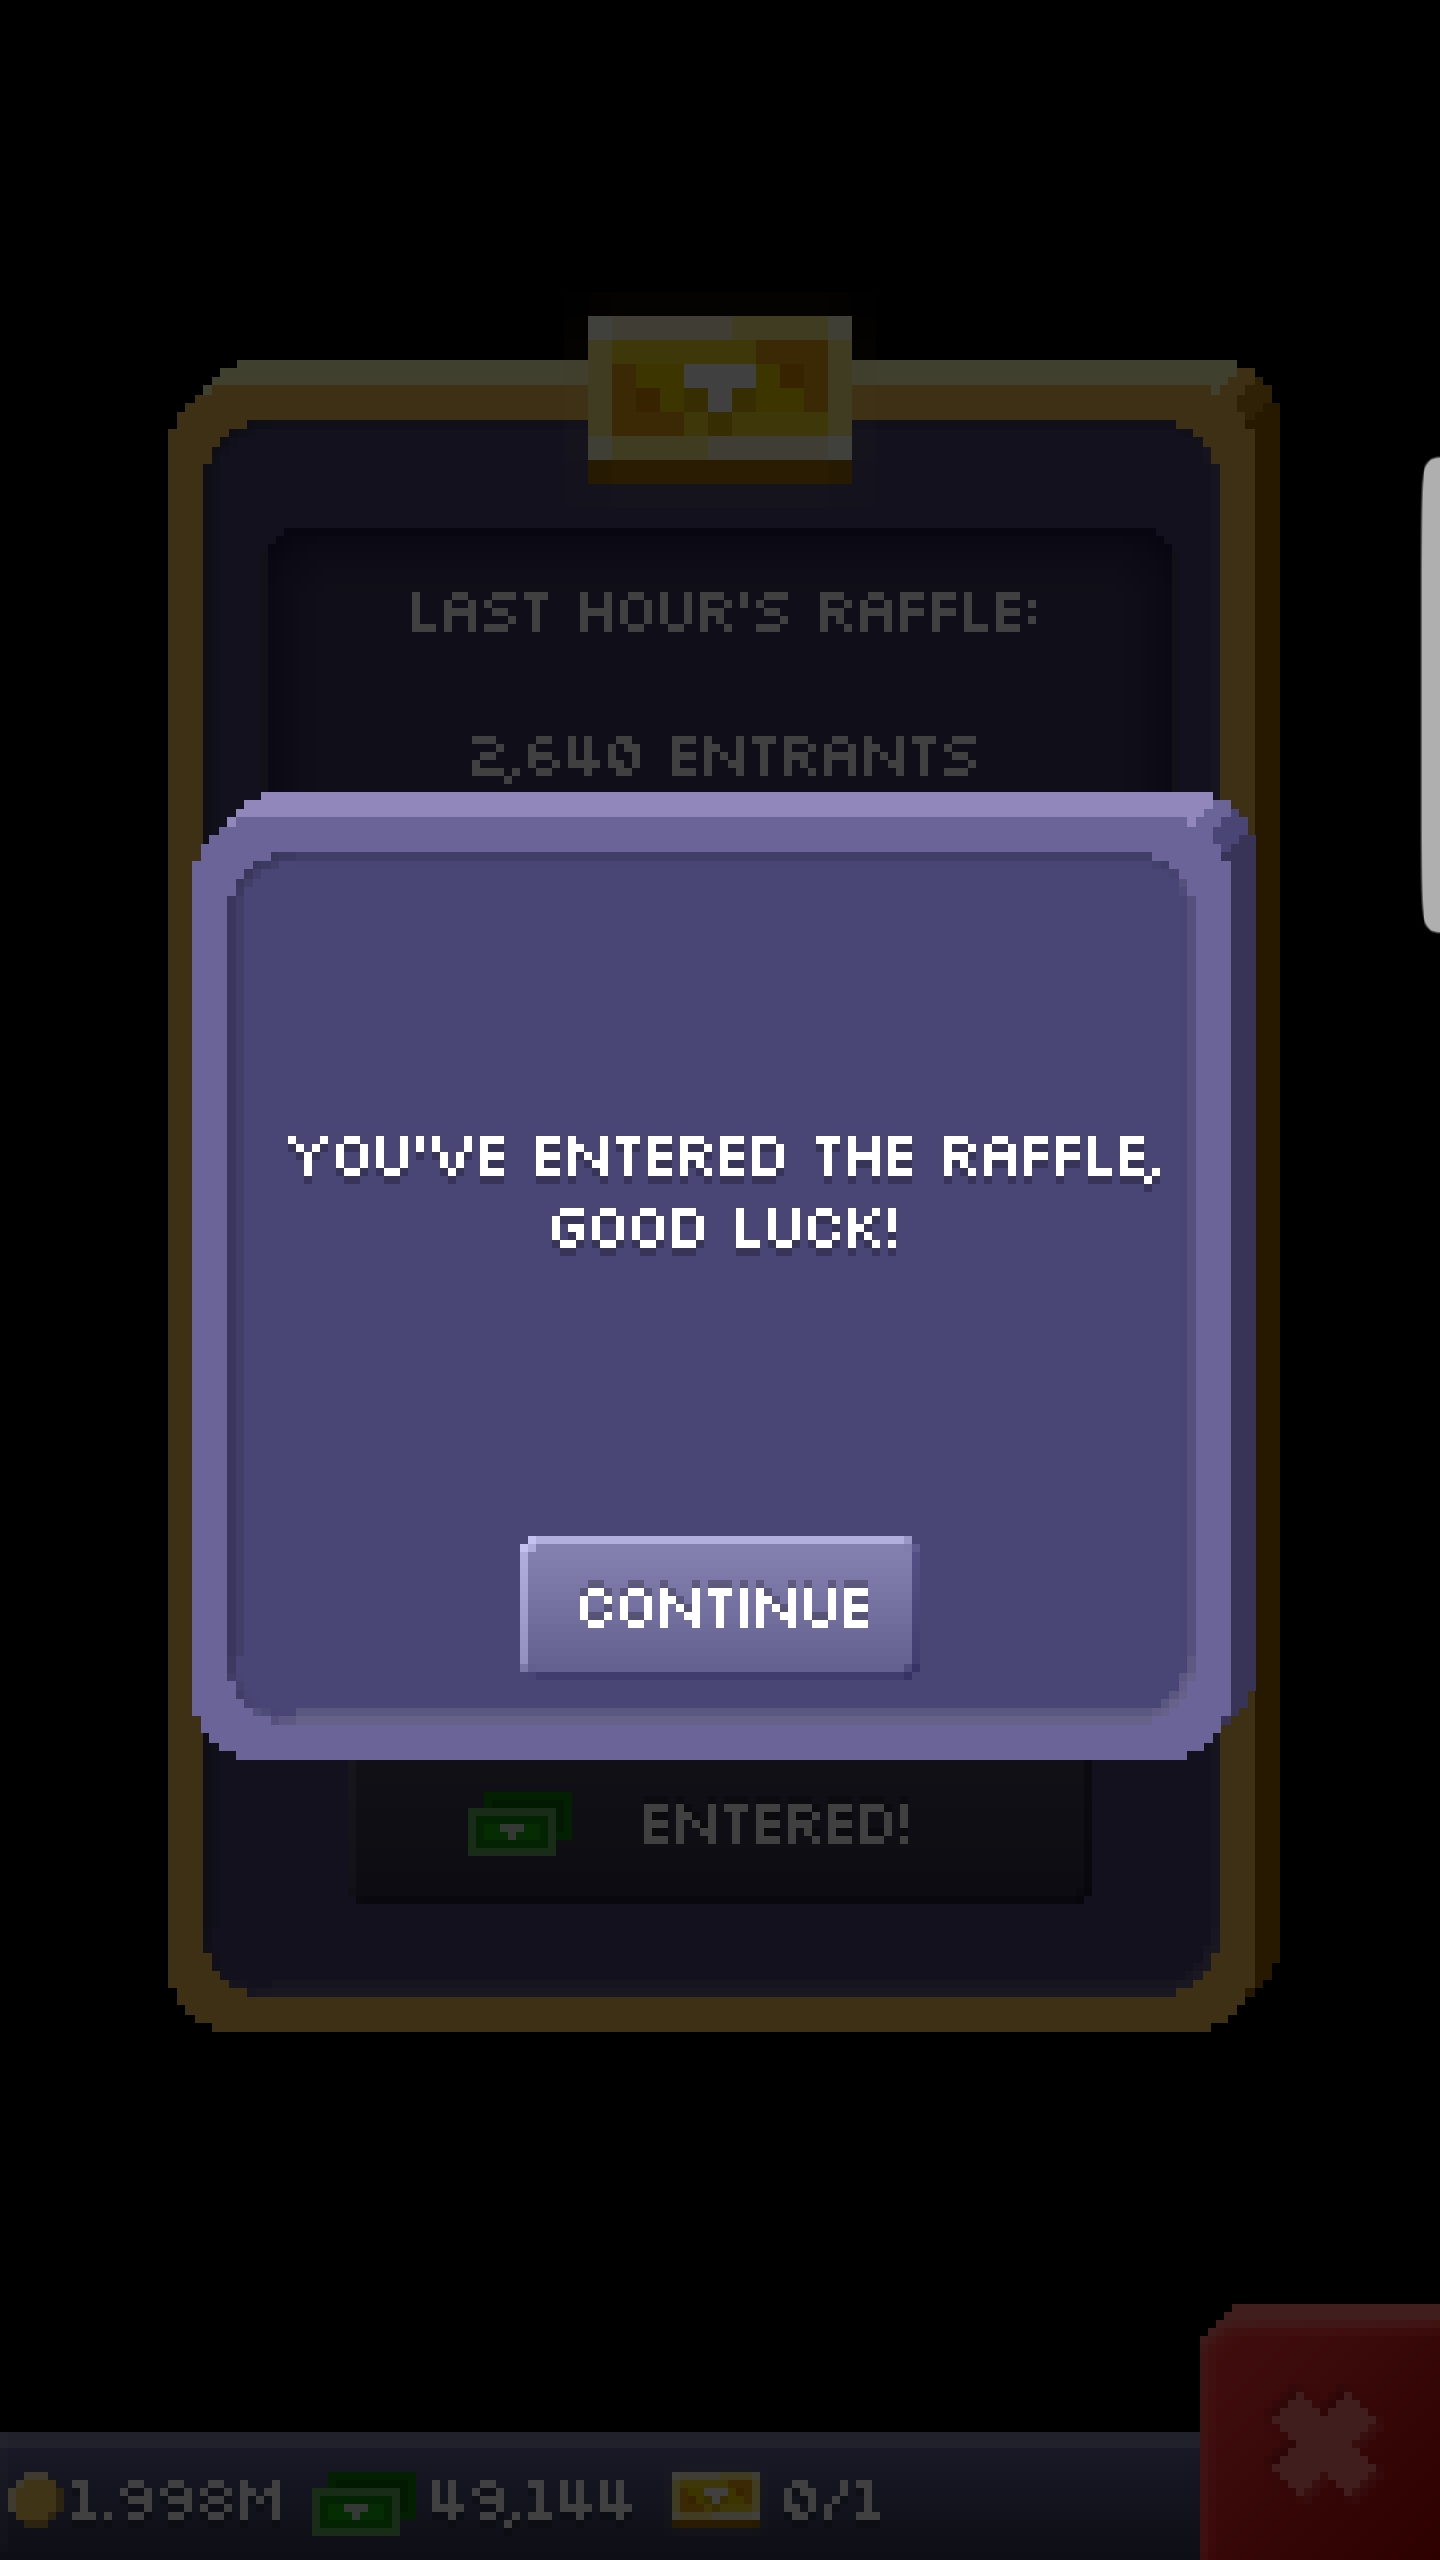 LAST HOUR'S RAFFLE:
2,640 ENTRANTS
YOU'VE ENTERED THE RAFFLE,
GOOD LUCK!
CONTINUE
ENTERED!
1.998M 49,144 0/1